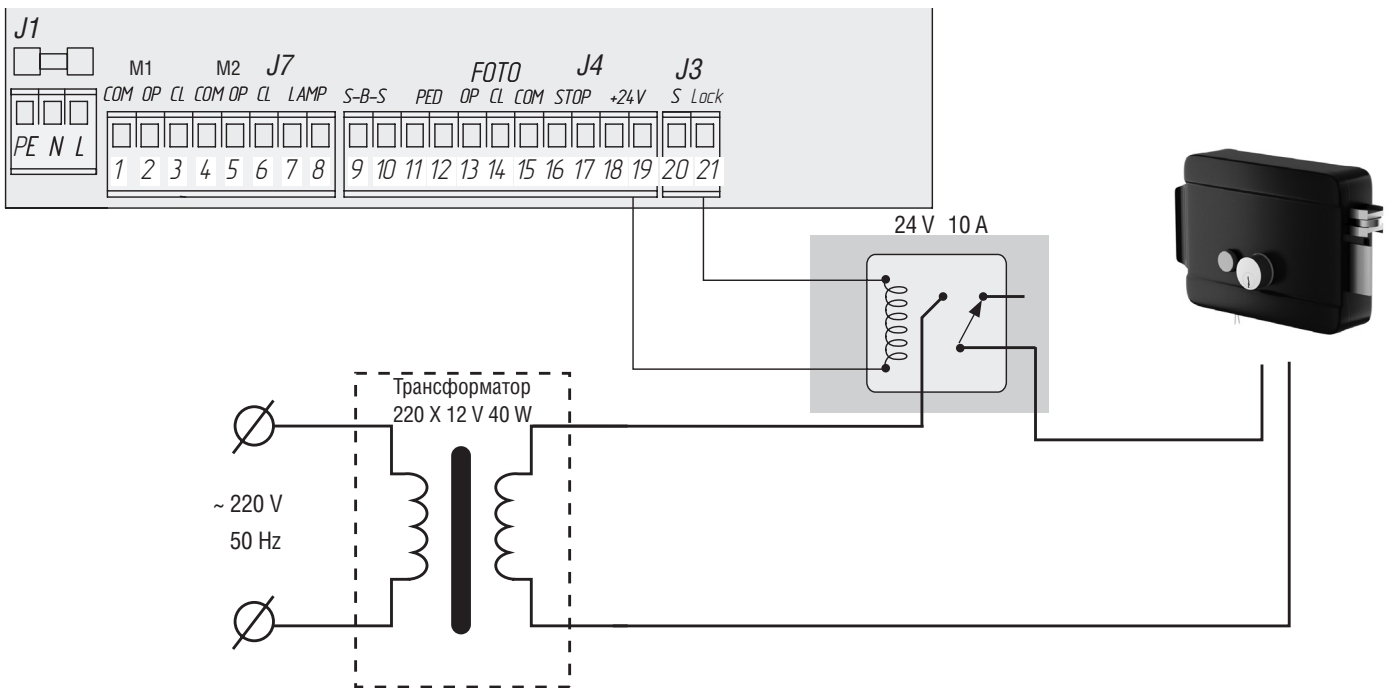 J1
M1 M2 J7 FOTO J4 J3
COM OP CL COM OP CL LAMP S-B-S PED OP CL COM STOP +24V S Lock
PE N L
1 2 3 4 5 6 7 8 9 10 11 12 13 14 15 16 17 18 19 20 21
24 V 10 A
Трансформатор
220 X 12 V 40 W
~ 220 V
50 Hz